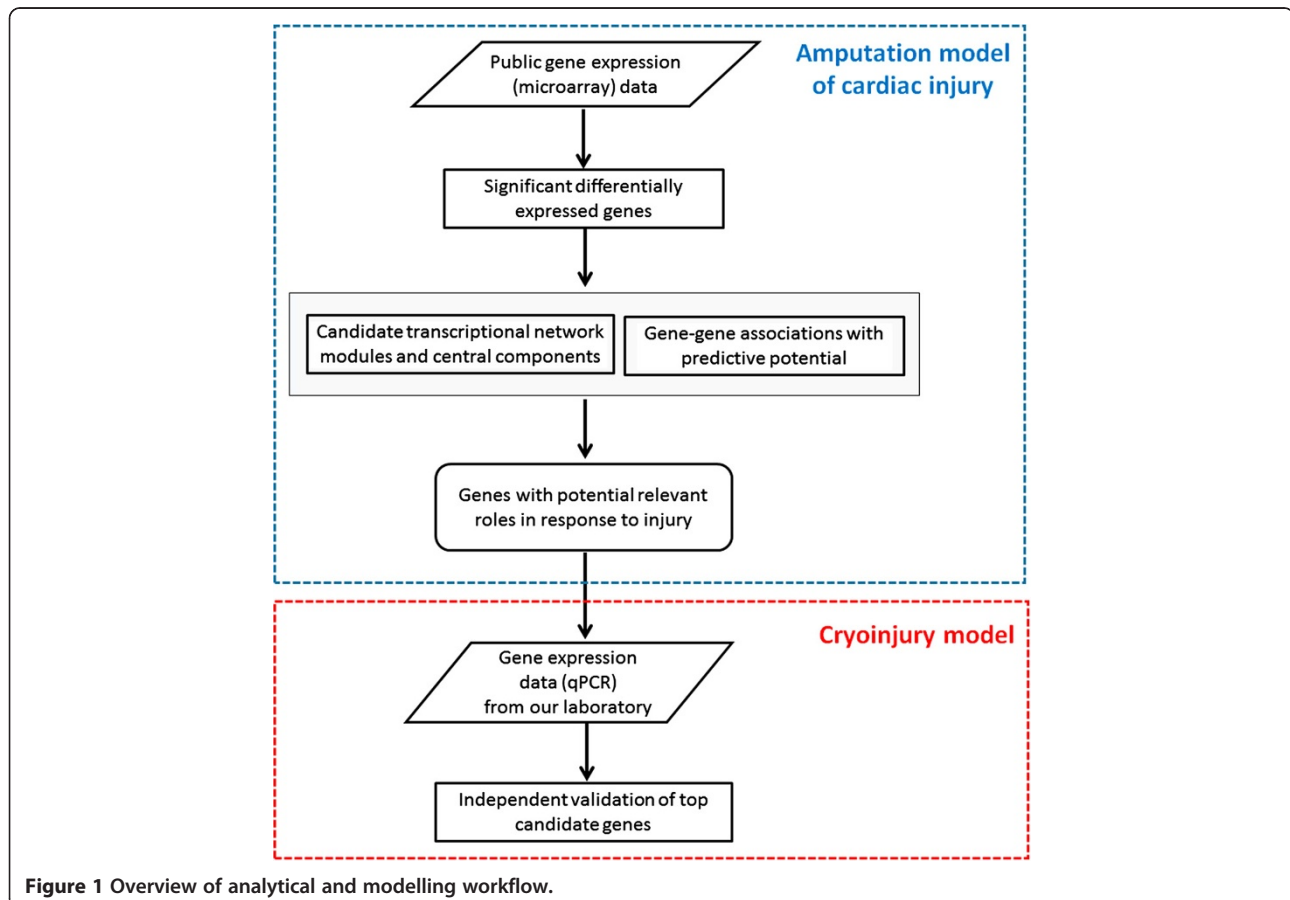 Amputation model
of cardiac injury
Public gene expression
(microarray) data
Significant differentially
expressed genes
Candidate transcriptional network
modules and central components
Gene-gene associations with
predictive potential
Genes with potential relevant
roles in response to injury
Cryoinjury model
Gene expression
data (qPCR)
from our laboratory
Independent validation of top
candidate genes
Figure 1 Overview of analytical and modelling workflow.